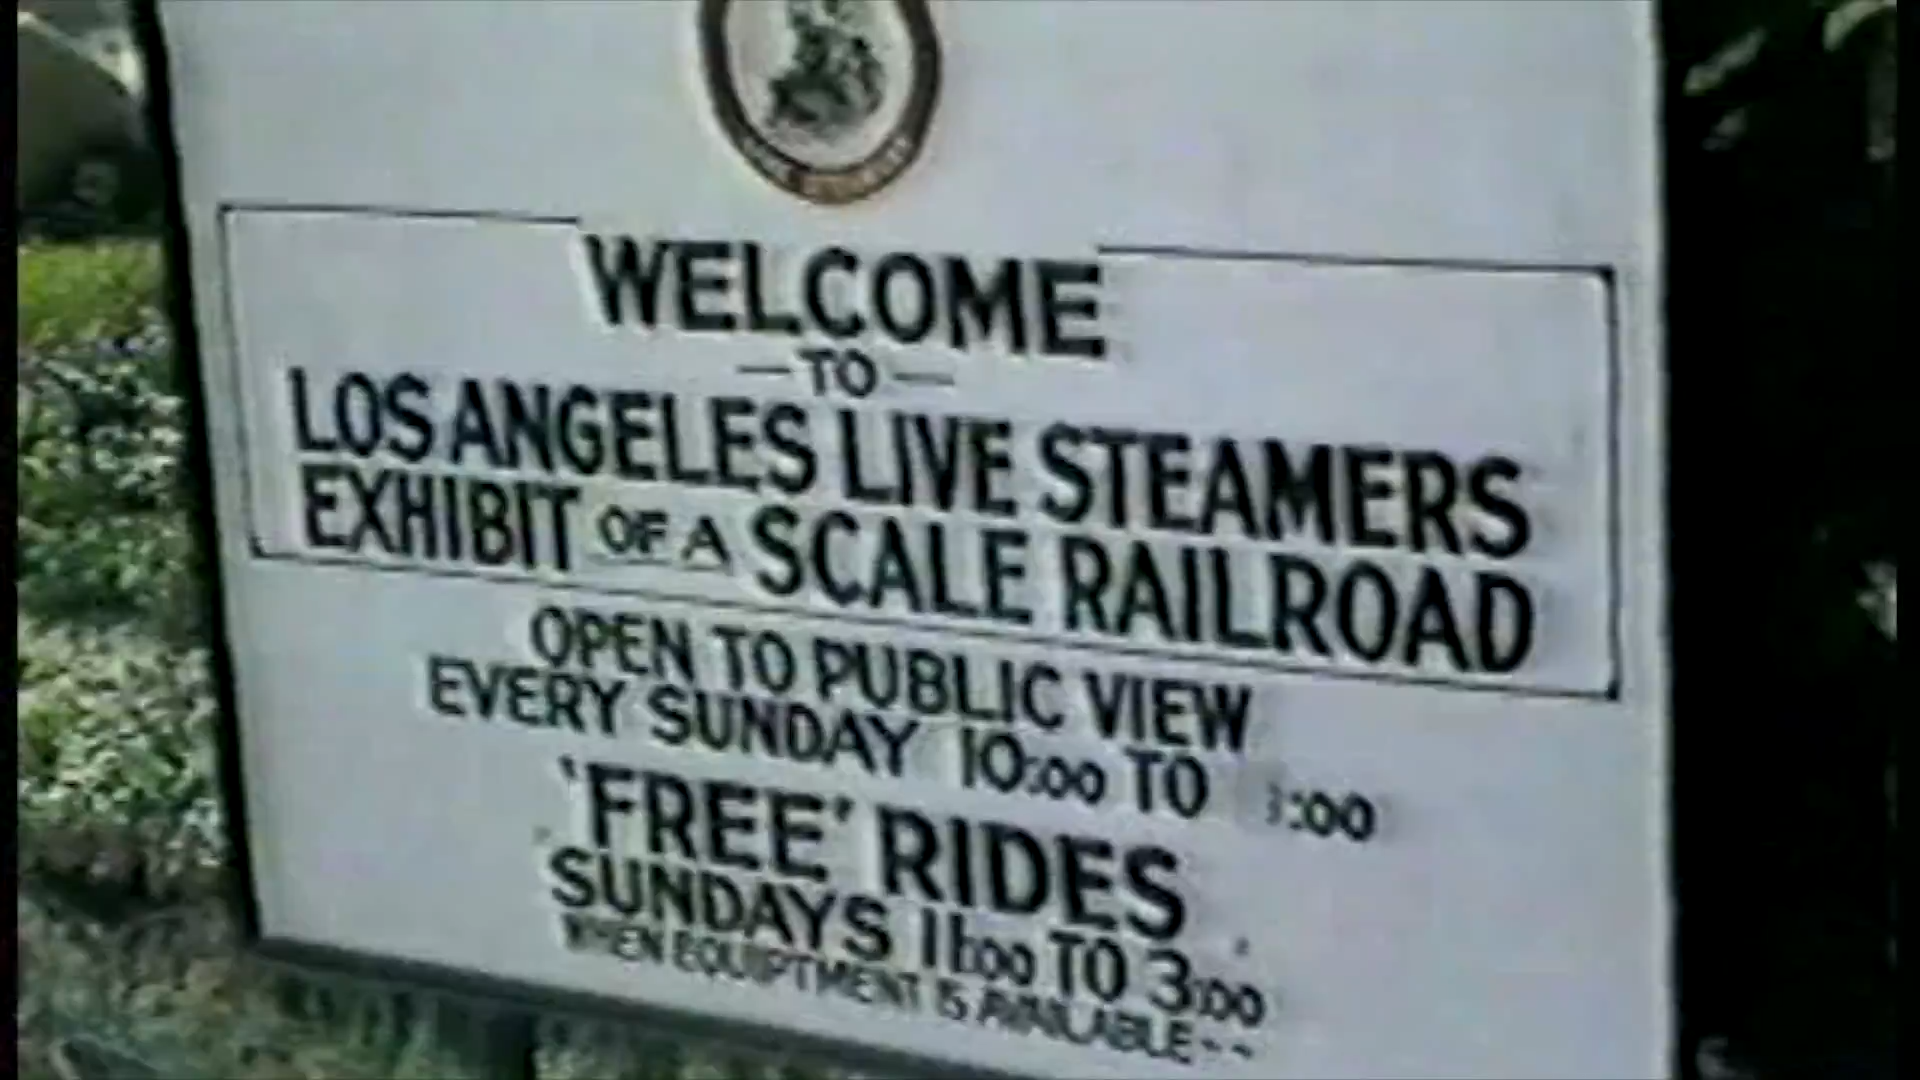 WELCOME
—TO—
LOS ANGELES LIVE STEAMERS
EXHIBIT OF A SCALE RAILROAD
OPEN TO PUBLIC VIEW
EVERY SUNDAY 10:00 TO :00
'FREE' RIDES
SUNDAYS 11:00 TO 3:00
WHEN EQUIPTMENT IS AVAILABLE--